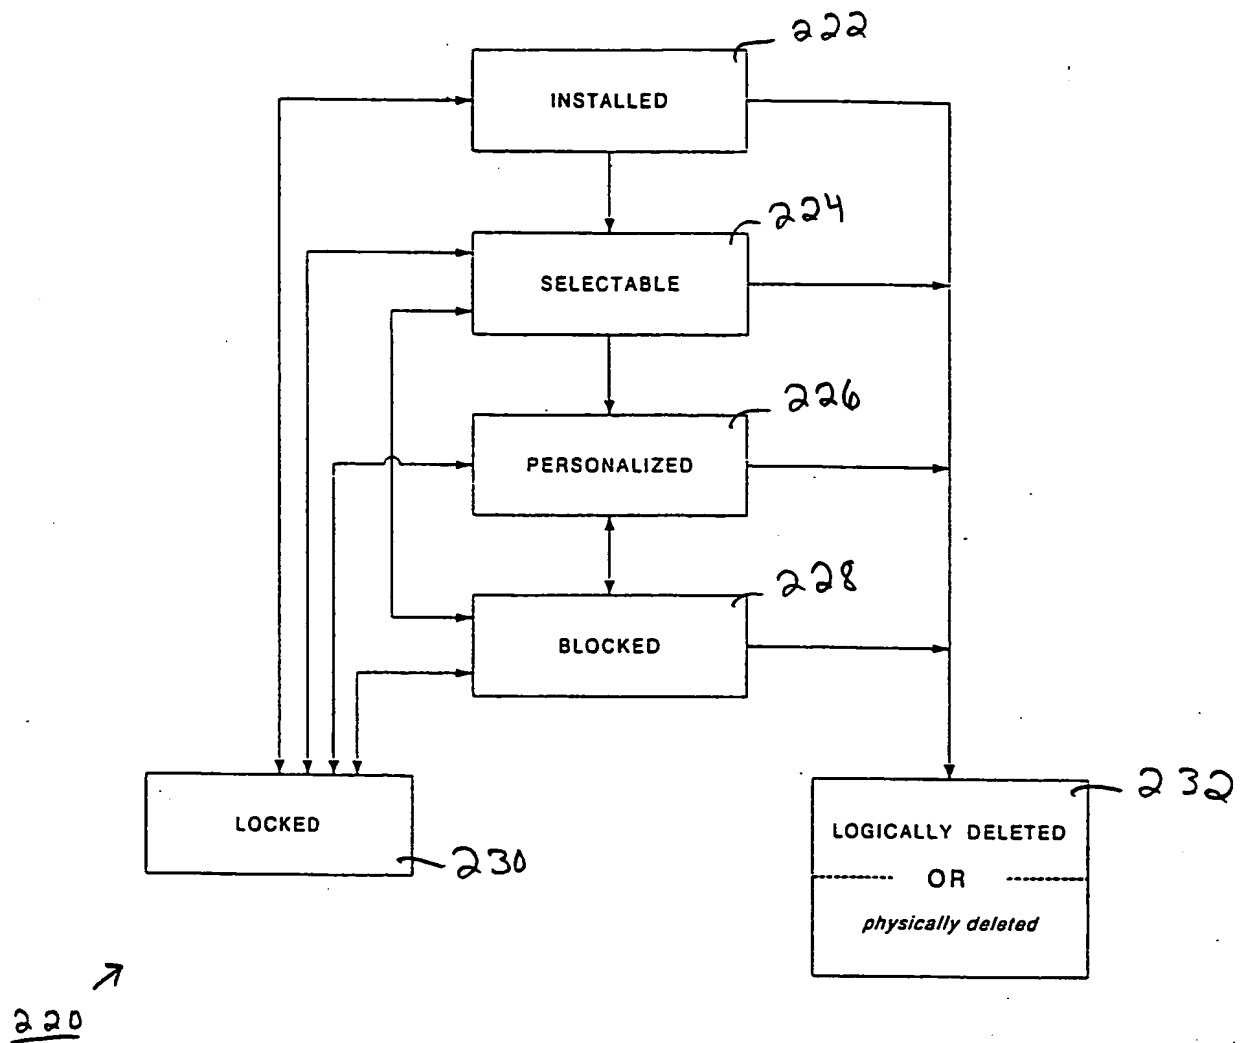 222
INSTALLED
224
SELECTABLE
226
PERSONALIZED
228
BLOCKED
232
LOCKED
LOGICALLY DELETED
230
OR
physically deleted
220